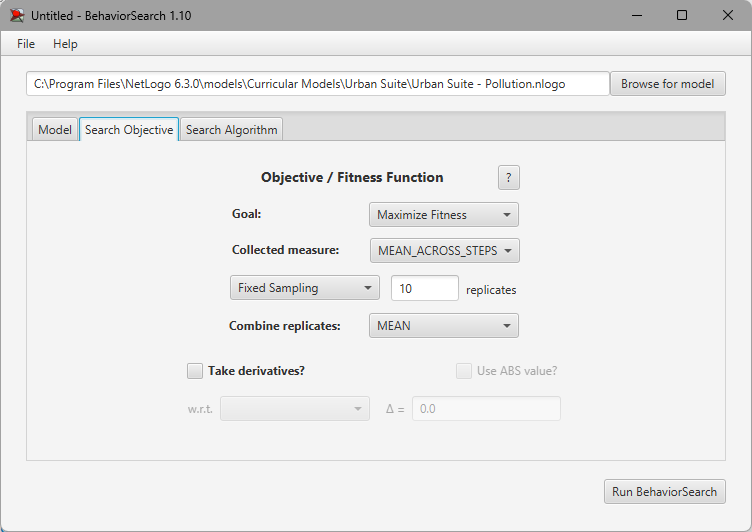 Untitled - BehaviorSearch 1.10
File Help
C:\Program Files\NetLogo 6.3.0\models\Curricular Models\Urban Suite\Urban Suite - Pollution.nlogo Browse for model
Model Search Objective Search Algorithm
Objective / Fitness Function ?
Goal: Maximize Fitness
Collected measure: MEAN_ACROSS_STEPS
Fixed Sampling 10 replicates
Combine replicates: MEAN
Take derivatives? Use ABS value?
w.r.t. Δ = 0.0
Run BehaviorSearch